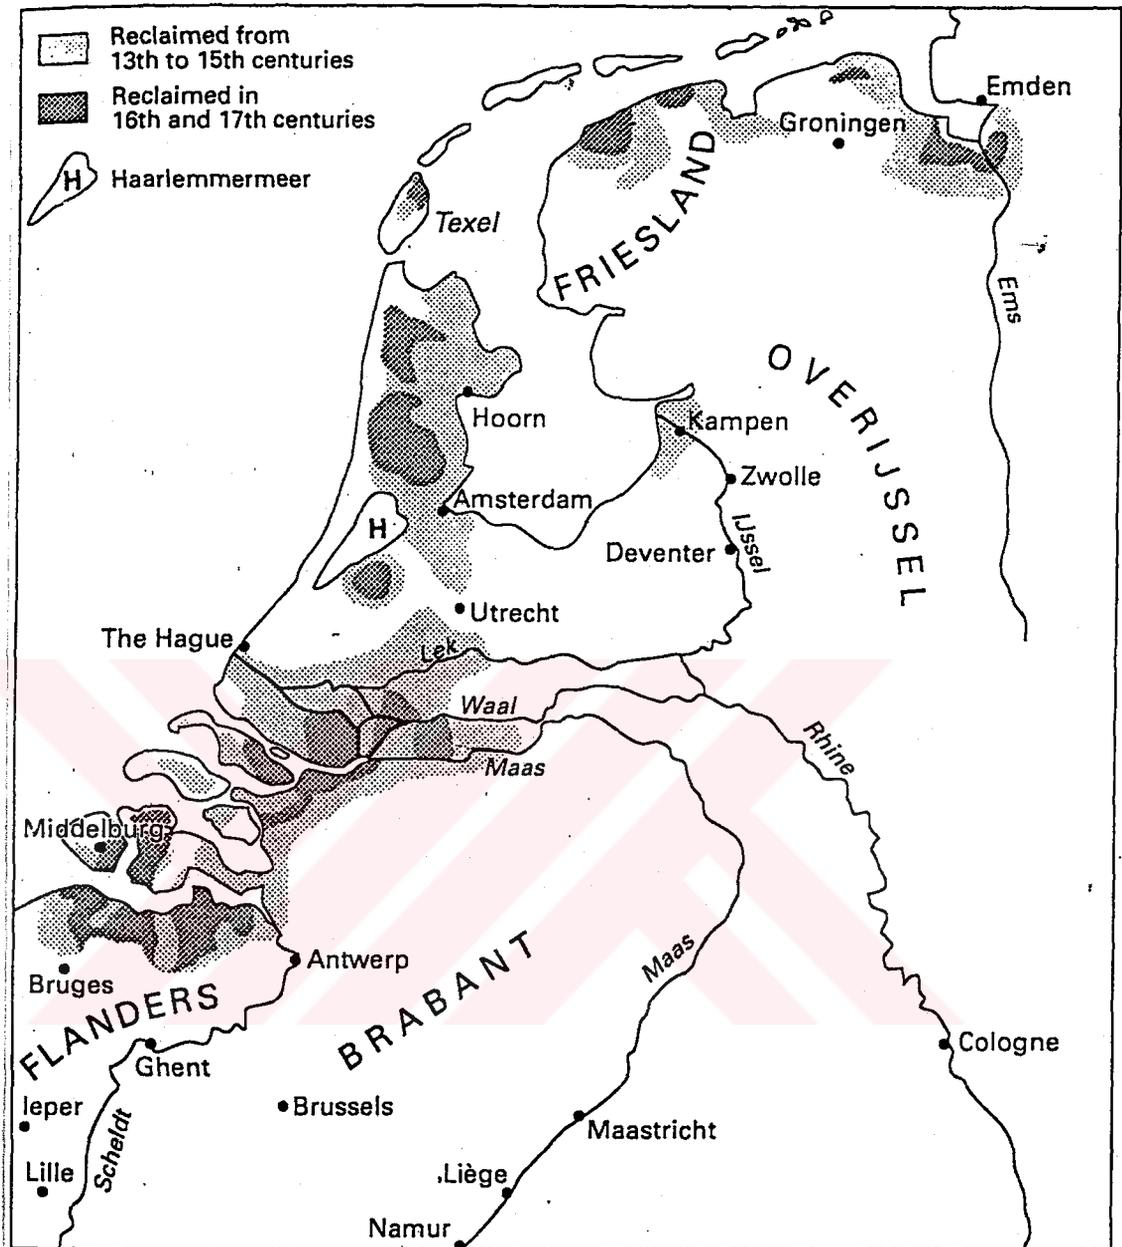 Reclaimed from
13th to 15th centuries
Reclaimed in
16th and 17th centuries
H
Haarlemmermeer
Emden
Groningen
Texel
FRIESLAND
Ems
OVERIJSSEL
Hoorn
Kampen
Zwolle
Amsterdam
H
IJssel
Deventer
Utrecht
The Hague
Lek
Waal
Rhine
Maas
Middelburg
Maas
Antwerp
Bruges
FLANDERS
BRABANT
Ghent
Cologne
Ieper
Brussels
Scheldt
Maastricht
Lille
Liège
Namur